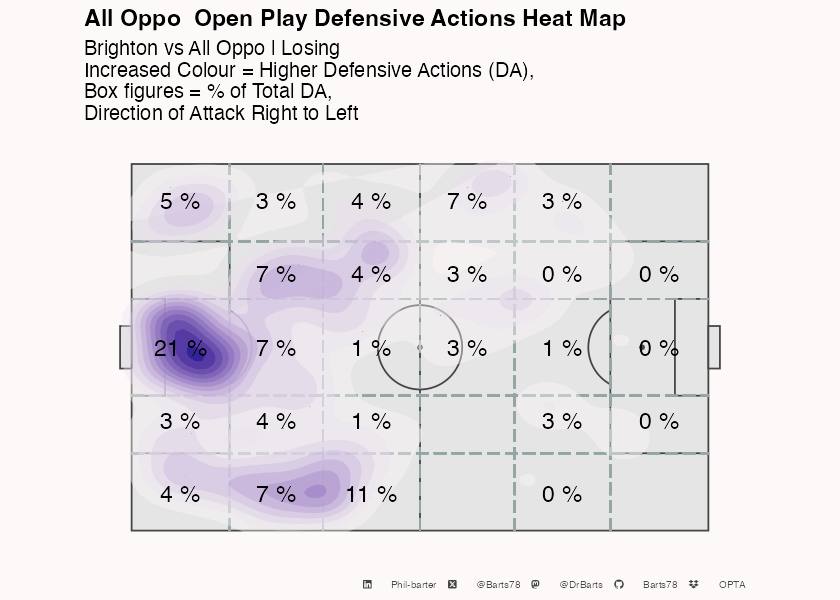 All Oppo  Open Play Defensive Actions Heat Map
Brighton vs All Oppo | Losing
Increased Colour = Higher Defensive Actions (DA),
Box figures = % of Total DA,
Direction of Attack Right to Left
5 % 3 % 4 % 7 % 3 %
7 % 4 % 3 % 0 % 0 %
21 % 7 % 1 % 3 % 1 % 0 %
3 % 4 % 1 % 3 % 0 %
4 % 7 % 11 % 0 %
Phil-barter @Barts78 @DrBarts Barts78 OPTA